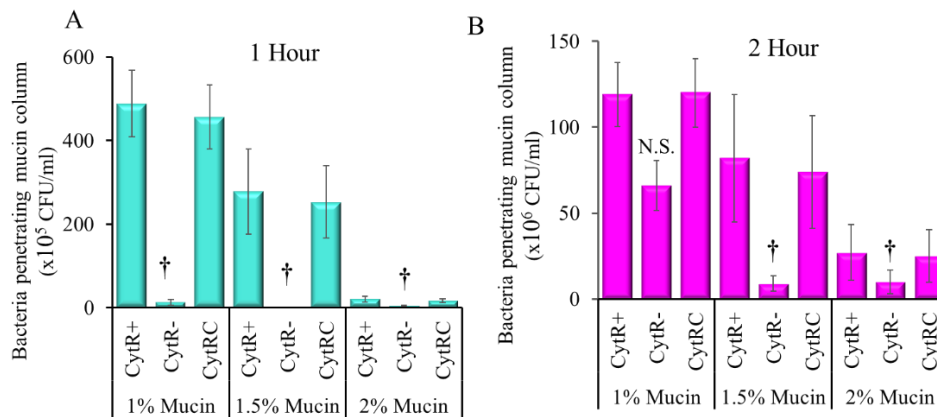 A
1 Hour
Bacteria penetrating mucin column
(x10⁵ CFU/ml)
600
400
200
0
†
†
†
CytR+
CytR-
CytRC
CytR+
CytR-
CytRC
CytR+
CytR-
CytRC
1% Mucin
1.5% Mucin
2% Mucin
B
2 Hour
Bacteria penetrating mucin column
(x10⁶ CFU/ml)
150
100
50
0
N.S.
†
†
CytR+
CytR-
CytRC
CytR+
CytR-
CytRC
CytR+
CytR-
CytRC
1% Mucin
1.5% Mucin
2% Mucin